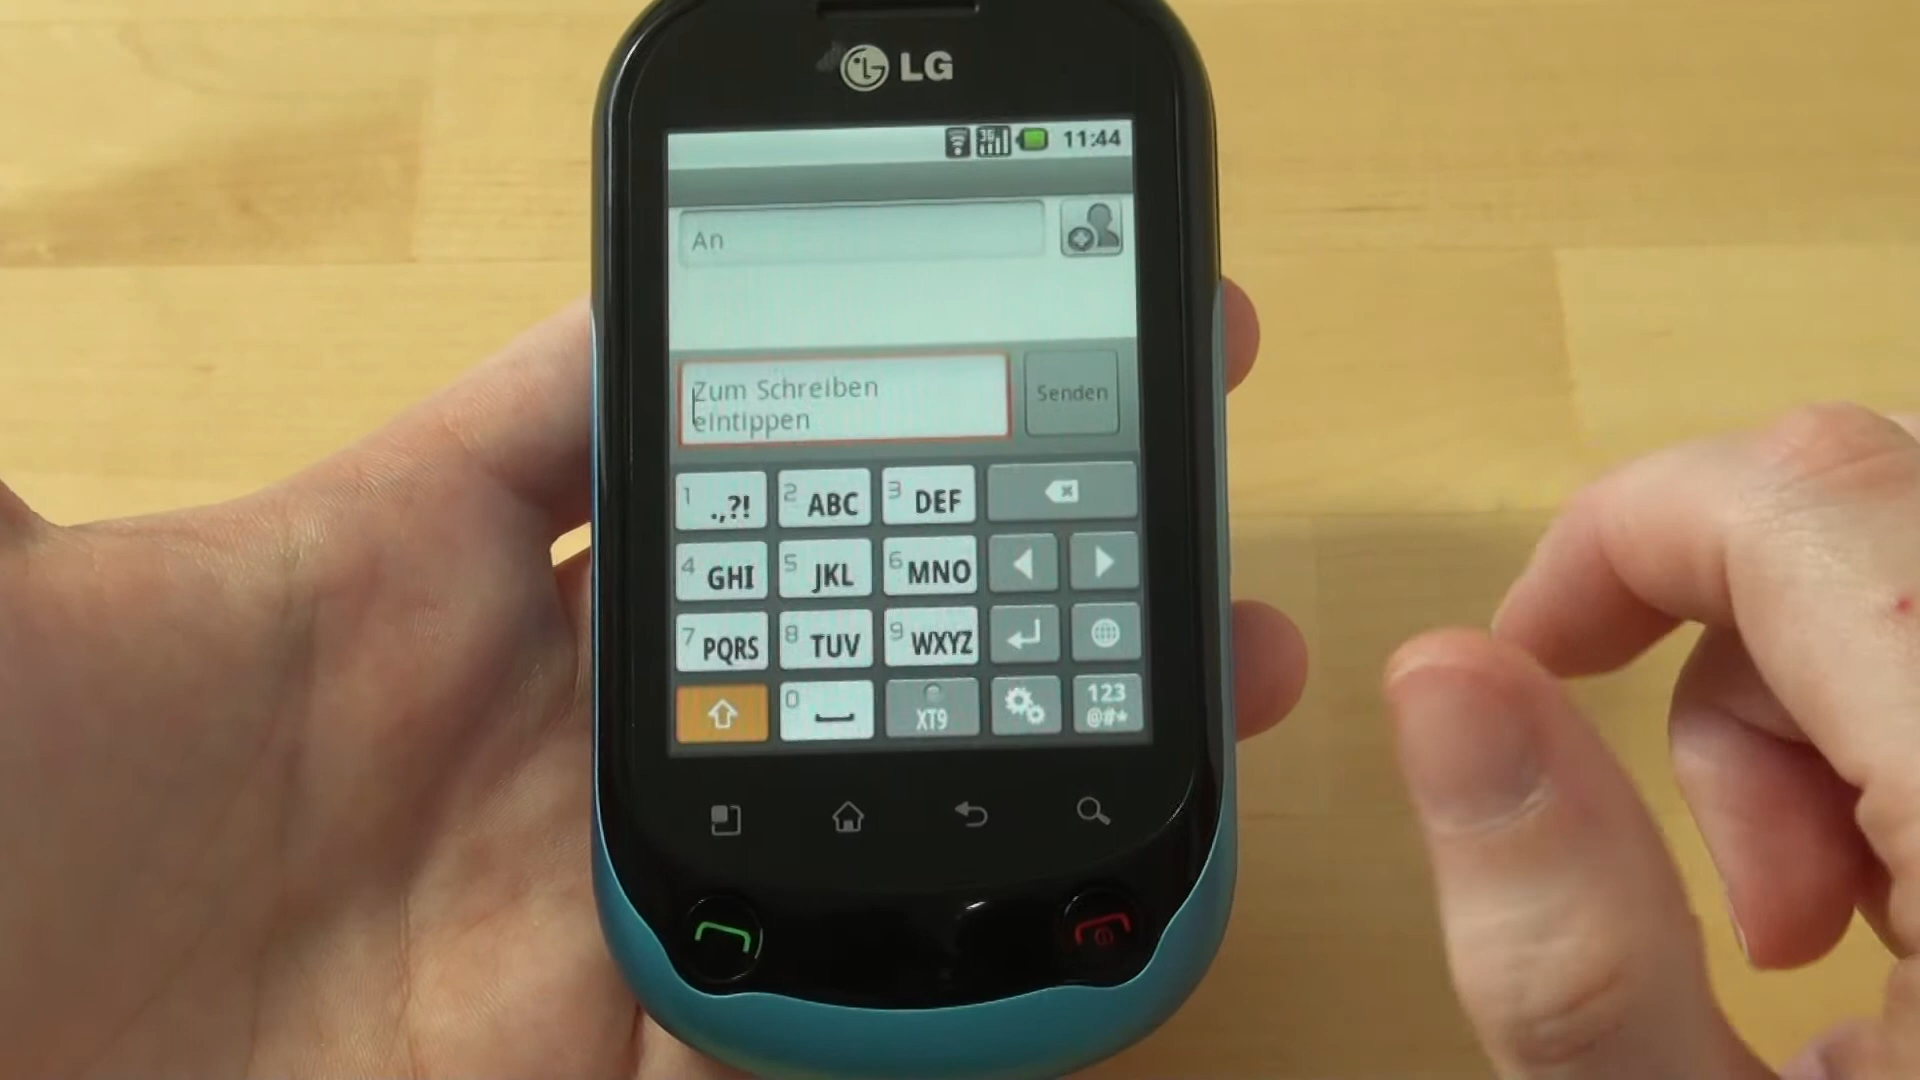 LG
3G 11:44
An
Zum Schreiben
eintippen
Senden
1 .,?! 2 ABC 3 DEF
4 GHI 5 JKL 6 MNO
7 PQRS 8 TUV 9 WXYZ
0 XT9 123
@#*